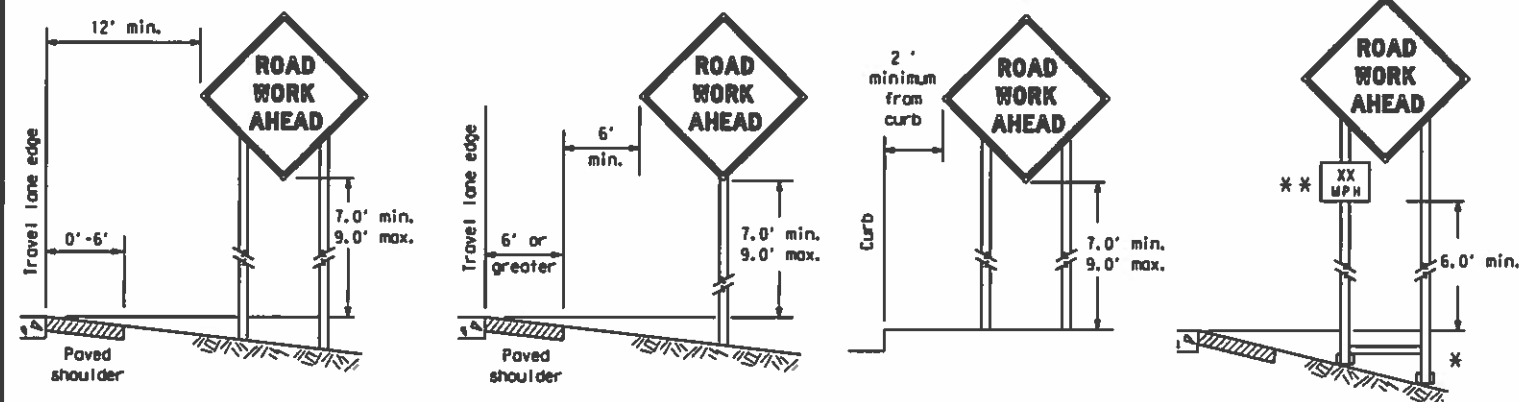 12' min.
ROAD
WORK
AHEAD
Travel lane edge
0'-6'
7.0' min.
9.0' max.
Paved
shoulder
ROAD
WORK
AHEAD
Travel lane edge
6'
min.
6' or
greater
7.0' min.
9.0' max.
Paved
shoulder
2'
minimum
from
curb
ROAD
WORK
AHEAD
Curb
7.0' min.
9.0' max.
ROAD
WORK
AHEAD
* *
XX
MPH
6.0' min.
*